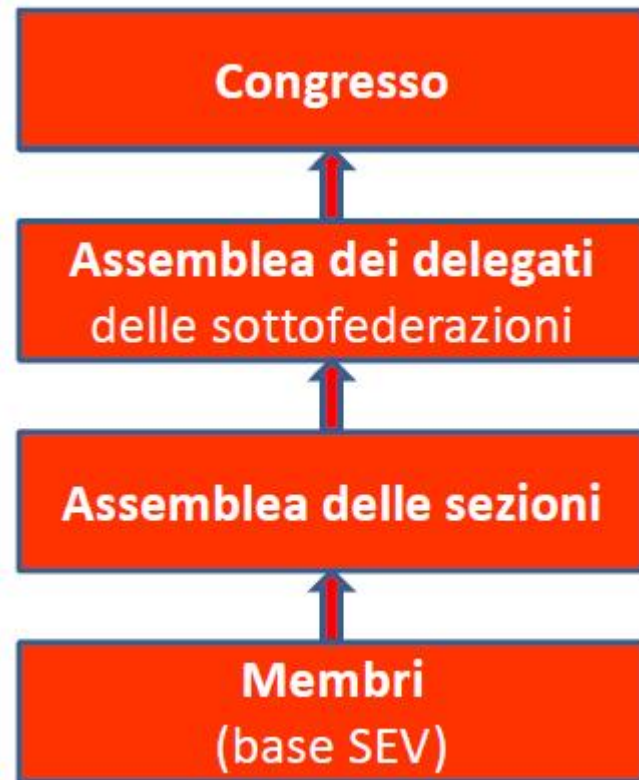 Congresso
Assemblea dei delegati
delle sottofederazioni
Assemblea delle sezioni
Membri
(base SEV)